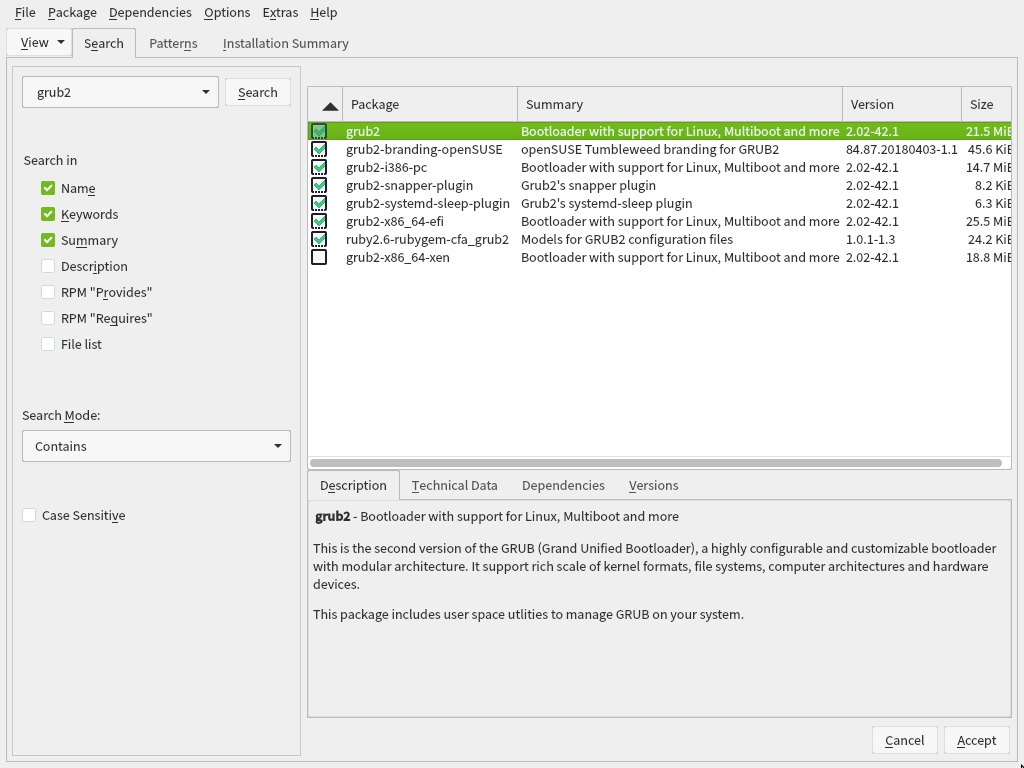 File Package Dependencies Options Extras Help
View Search Patterns Installation Summary
grub2 Search
Search in
Name
Keywords
Summary
Description
RPM "Provides"
RPM "Requires"
File list
Search Mode:
Contains
Case Sensitive
Package Summary Version Size
grub2 Bootloader with support for Linux, Multiboot and more 2.02-42.1 21.5 MiB
grub2-branding-openSUSE openSUSE Tumbleweed branding for GRUB2 84.87.20180403-1.1 45.6 KiB
grub2-i386-pc Bootloader with support for Linux, Multiboot and more 2.02-42.1 14.7 MiB
grub2-snapper-plugin Grub2's snapper plugin 2.02-42.1 8.2 KiB
grub2-systemd-sleep-plugin Grub2's systemd-sleep plugin 2.02-42.1 6.3 KiB
grub2-x86_64-efi Bootloader with support for Linux, Multiboot and more 2.02-42.1 25.5 MiB
ruby2.6-rubygem-cfa_grub2 Models for GRUB2 configuration files 1.0.1-1.3 24.2 KiB
grub2-x86_64-xen Bootloader with support for Linux, Multiboot and more 2.02-42.1 18.8 MiB
Description Technical Data Dependencies Versions
grub2 - Bootloader with support for Linux, Multiboot and more
This is the second version of the GRUB (Grand Unified Bootloader), a highly configurable and customizable bootloader
with modular architecture. It support rich scale of kernel formats, file systems, computer architectures and hardware
devices.
This package includes user space utlities to manage GRUB on your system.
Cancel Accept